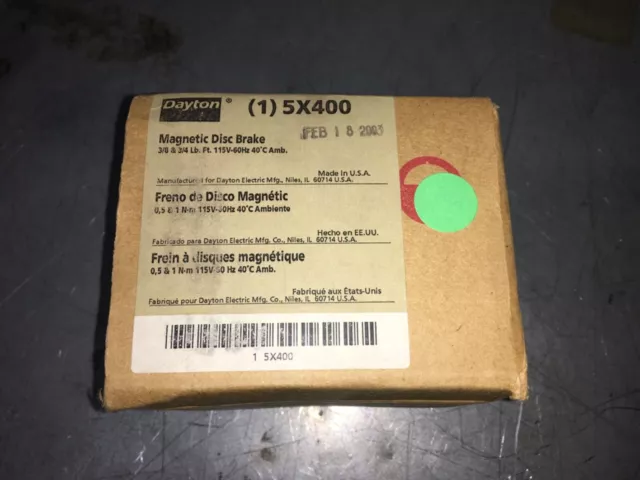 Dayton® (1) 5X400
FEB 18 2003
Magnetic Disc Brake
3/8 & 3/4 Lb. Ft. 115V-60Hz 40°C Amb.
Made in U.S.A.
Manufactured for Dayton Electric Mfg., Niles, IL 60714 U.S.A.
Freno de Disco Magnétic
0,5 & 1 N-m 115V-60Hz 40°C Ambiente
Hecho en EE.UU.
Fabricado para Dayton Electric Mfg. Co., Niles, IL 60714 U.S.A.
Frein à disques magnétique
0,5 & 1 N-m 115V-60 Hz 40°C Amb.
Fabriqué aux États-Unis
Fabriqué pour Dayton Electric Mfg. Co., Niles, IL 60714 U.S.A.
1 5X400